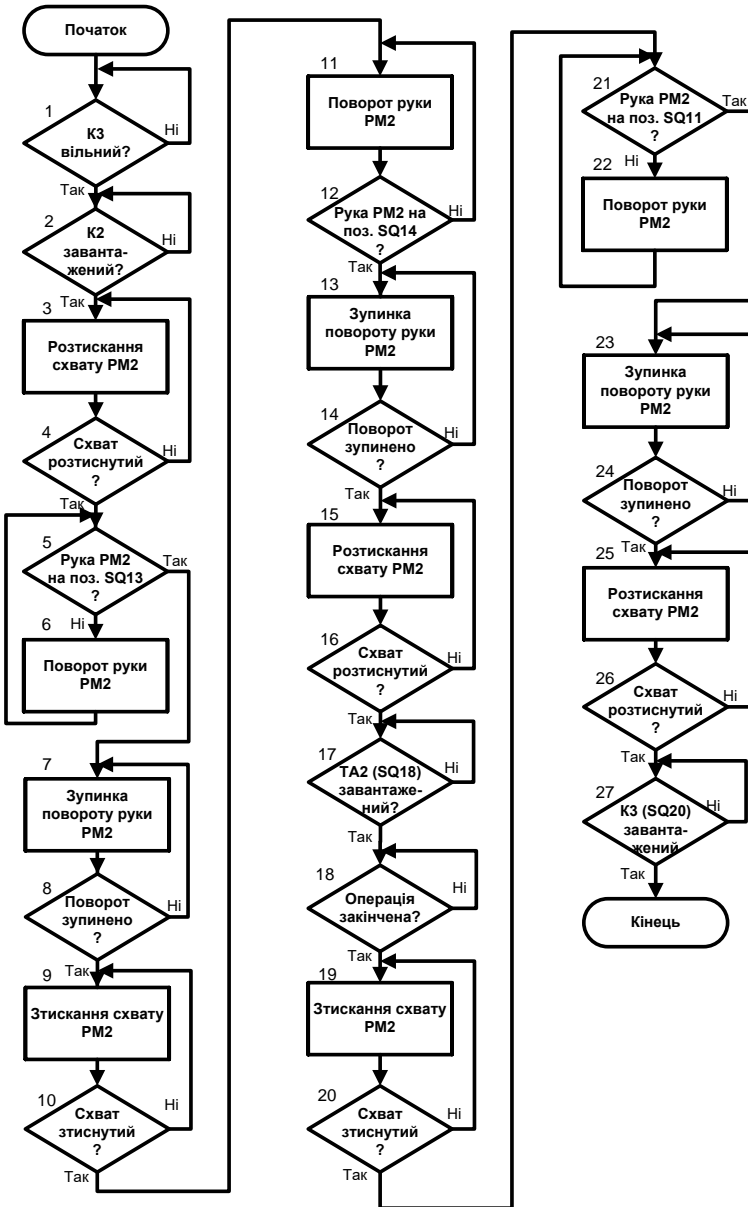 Початок
1
К3
вільний?
Ні
Так
2
К2
заванта-
жений?
Ні
Так
3
Розтискання
схвату РМ2
4
Схват
розтиснутий
?
Ні
Так
5
Рука РМ2
на поз. SQ13
?
Так
Ні
6
Поворот руки
РМ2
7
Зупинка
повороту руки
РМ2
8
Поворот
зупинено
?
Ні
Так
9
Зтискання схвату
РМ2
10
Схват
зтиснутий
?
Ні
Так
11
Поворот руки
РМ2
12
Рука РМ2 на
поз. SQ14
?
Ні
Так
13
Зупинка
повороту руки
РМ2
14
Поворот
зупинено
?
Ні
Так
15
Розтискання
схвату РМ2
16
Схват
розтиснутий
?
Ні
Так
17
ТА2 (SQ18)
завантаже-
ний?
Ні
Так
18
Операція
закінчена?
Ні
Так
19
Зтискання схвату
РМ2
20
Схват
зтиснутий
?
Ні
Так
21
Рука РМ2
на поз. SQ11
?
Так
Ні
22
Поворот руки
РМ2
23
Зупинка
повороту руки
РМ2
24
Поворот
зупинено
?
Ні
Так
25
Розтискання
схвату РМ2
26
Схват
розтиснутий
?
Ні
Так
27
К3 (SQ20)
заванта-
жений
Ні
Так
Кінець